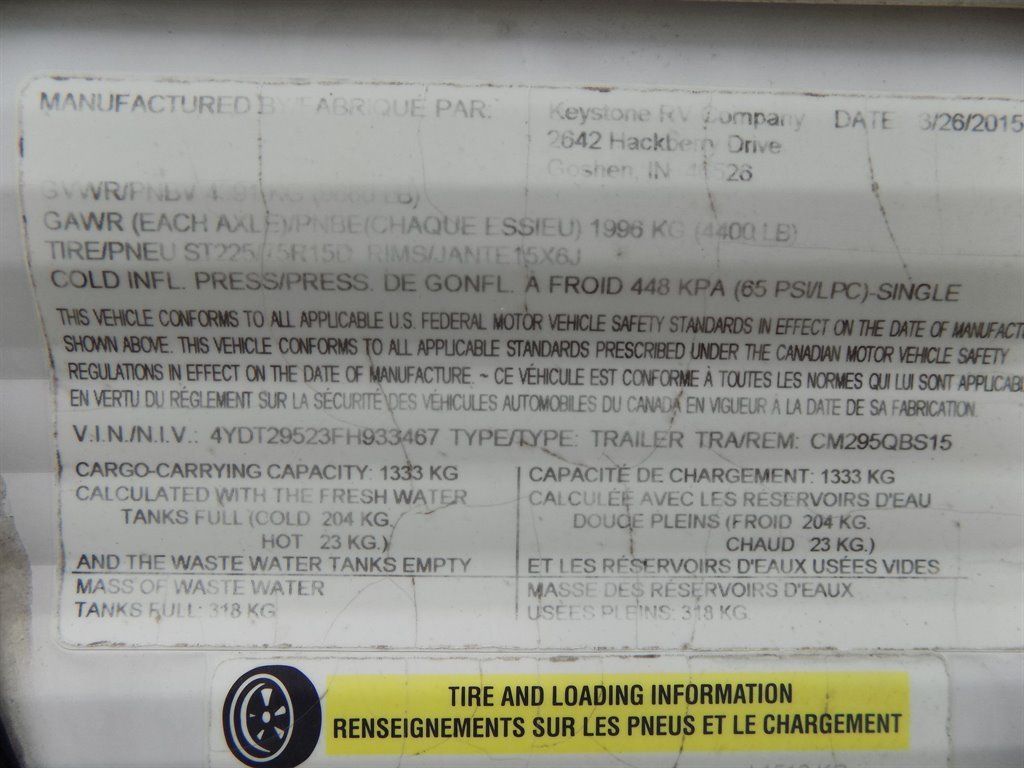 MANUFACTURED BY/FABRIQUÉ PAR: Keystone RV Company DATE 3/26/2015
2642 Hackberry Drive
Goshen, IN
GVWR/PNBV KG LB)
GAWR (EACH AXLE)/PNBE(CHAQUE ESSIEU) 1996 KG (4400 LB)
TIRE/PNEU ST225/75R15D RIMS/JANTE 15X6J
COLD INFL. PRESS/PRESS. DE GONFL. A FROID 448 KPA (65 PSI/LPC)-SINGLE
THIS VEHICLE CONFORMS TO ALL APPLICABLE U.S. FEDERAL MOTOR VEHICLE SAFETY STANDARDS IN EFFECT ON THE DATE OF MANUFACT
SHOWN ABOVE. THIS VEHICLE CONFORMS TO ALL APPLICABLE STANDARDS PRESCRIBED UNDER THE CANADIAN MOTOR VEHICLE SAFETY
REGULATIONS IN EFFECT ON THE DATE OF MANUFACTURE. ~ CE VÉHICULE EST CONFORME À TOUTES LES NORMES QUI LUI SONT APPLICABL
EN VERTU DU RÉGLEMENT SUR LA SÉCURITÉ DES VÉHICULES AUTOMOBILES DU CANADA EN VIGUEUR À LA DATE DE SA FABRICATION.
V.I.N./N.I.V.: 4YDT29523FH933467 TYPE/TYPE: TRAILER TRA/REM: CM295QBS15
CARGO-CARRYING CAPACITY: 1333 KG
CALCULATED WITH THE FRESH WATER
TANKS FULL (COLD 204 KG.
HOT 23 KG.)
AND THE WASTE WATER TANKS EMPTY
MASS OF WASTE WATER
TANKS FULL: 318 KG
CAPACITÉ DE CHARGEMENT: 1333 KG
CALCULÉE AVEC LES RÉSERVOIRS D'EAU
DOUCE PLEINS (FROID 204 KG.
CHAUD 23 KG.)
ET LES RÉSERVOIRS D'EAUX USÉES VIDES
MASSE DES RÉSERVOIRS D'EAUX
USÉES PLEINS: 318 KG.
TIRE AND LOADING INFORMATION
RENSEIGNEMENTS SUR LES PNEUS ET LE CHARGEMENT